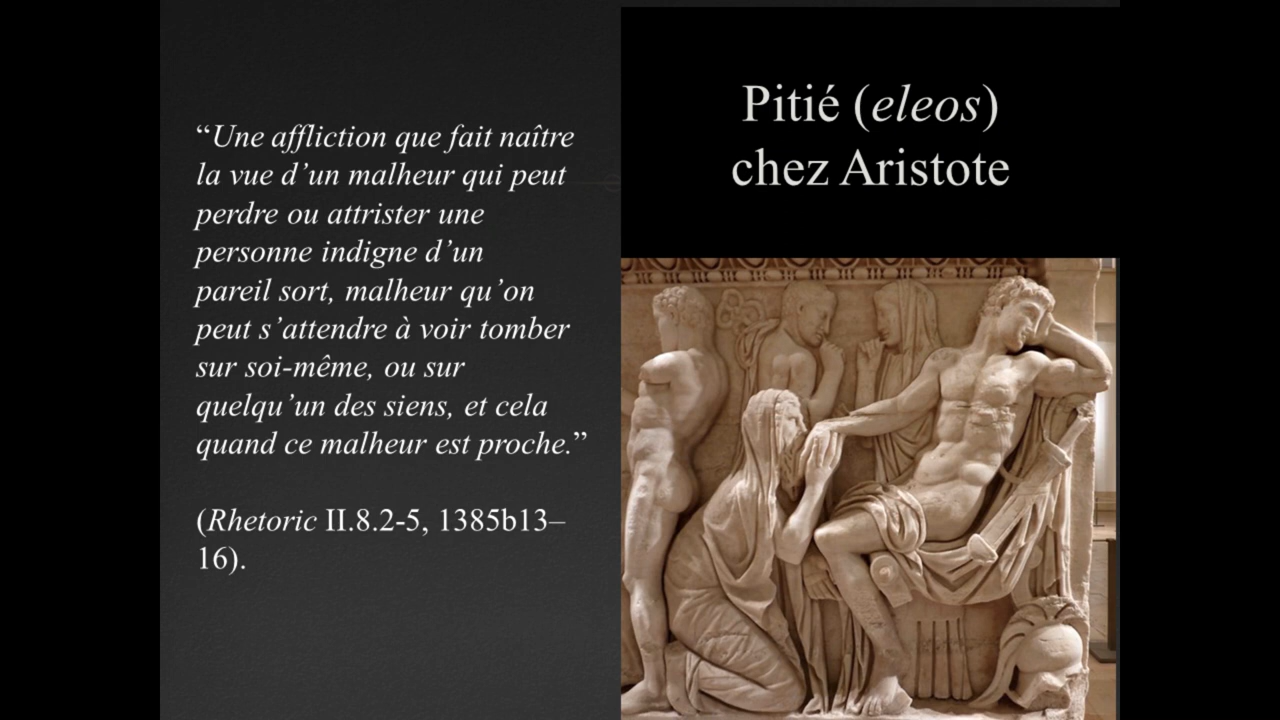 Pitié (eleos)
chez Aristote
“Une affliction que fait naître
la vue d’un malheur qui peut
perdre ou attrister une
personne indigne d’un
pareil sort, malheur qu’on
peut s’attendre à voir tomber
sur soi-même, ou sur
quelqu’un des siens, et cela
quand ce malheur est proche.”
(Rhetoric II.8.2-5, 1385b13–
16).